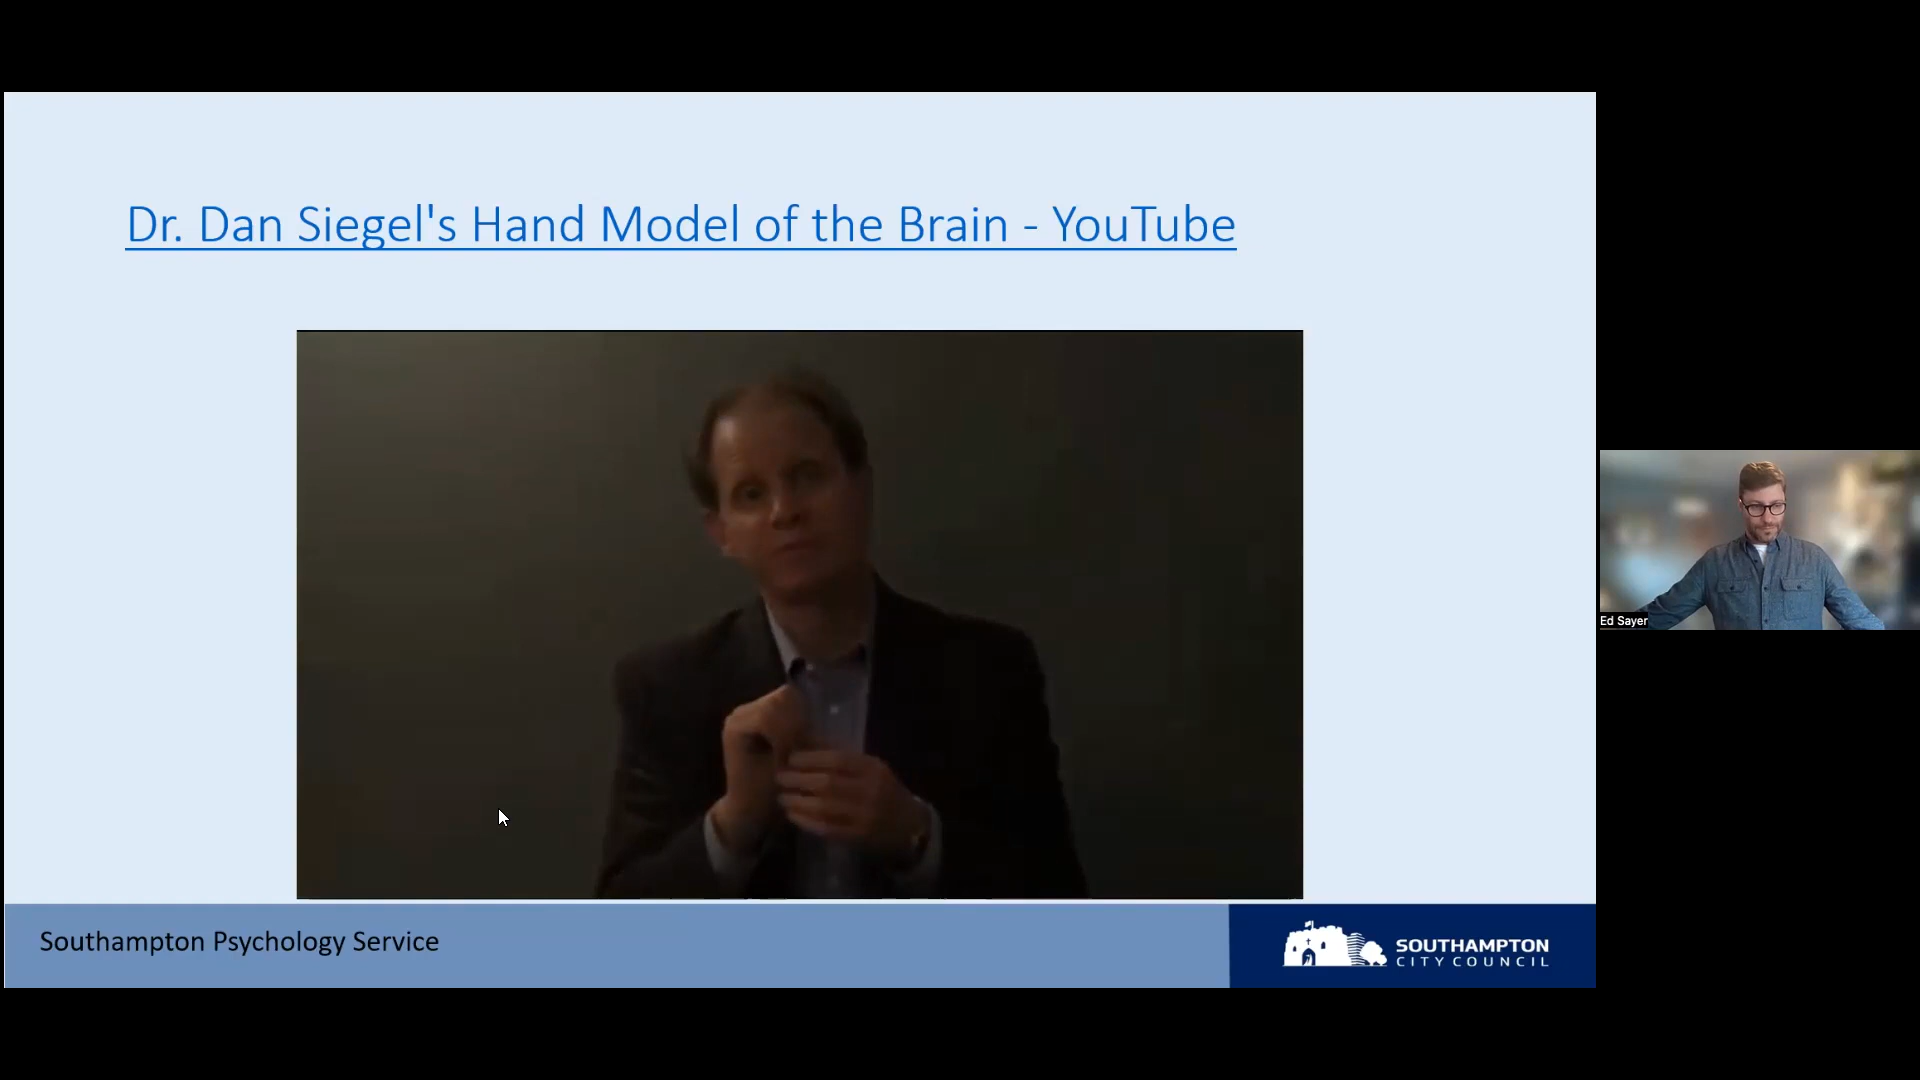 Dr. Dan Siegel's Hand Model of the Brain - YouTube
Ed Sayer
Southampton Psychology Service
SOUTHAMPTON
CITY COUNCIL